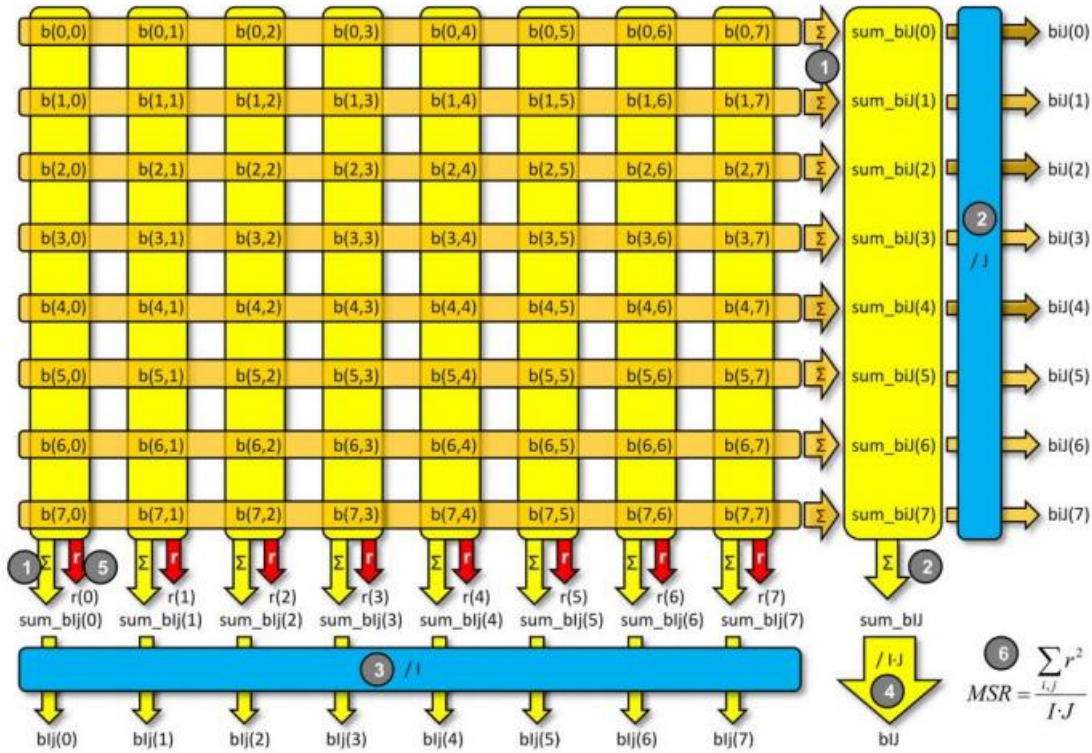 b(0,0) b(0,1) b(0,2) b(0,3) b(0,4) b(0,5) b(0,6) b(0,7) Σ sum_biJ(0) biJ(0)
1
b(1,0) b(1,1) b(1,2) b(1,3) b(1,4) b(1,5) b(1,6) b(1,7) Σ sum_biJ(1) biJ(1)
b(2,0) b(2,1) b(2,2) b(2,3) b(2,4) b(2,5) b(2,6) b(2,7) Σ sum_biJ(2) biJ(2)
2
b(3,0) b(3,1) b(3,2) b(3,3) b(3,4) b(3,5) b(3,6) b(3,7) Σ sum_biJ(3) biJ(3)
/ J
b(4,0) b(4,1) b(4,2) b(4,3) b(4,4) b(4,5) b(4,6) b(4,7) Σ sum_biJ(4) biJ(4)
b(5,0) b(5,1) b(5,2) b(5,3) b(5,4) b(5,5) b(5,6) b(5,7) Σ sum_biJ(5) biJ(5)
b(6,0) b(6,1) b(6,2) b(6,3) b(6,4) b(6,5) b(6,6) b(6,7) Σ sum_biJ(6) biJ(6)
b(7,0) b(7,1) b(7,2) b(7,3) b(7,4) b(7,5) b(7,6) b(7,7) Σ sum_biJ(7) biJ(7)
1 Σ r 5 Σ r Σ r Σ r Σ r Σ r Σ r Σ r Σ 2
r(0) r(1) r(2) r(3) r(4) r(5) r(6) r(7)
sum_bIj(0) sum_bIj(1) sum_bIj(2) sum_bIj(3) sum_bIj(4) sum_bIj(5) sum_bIj(6) sum_bIj(7) sum_bIJ
3 / I / I·J 6
4 MSR = ∑i,j r² / I·J
bIj(0) bIj(1) bIj(2) bIj(3) bIj(4) bIj(5) bIj(6) bIj(7) bIJ